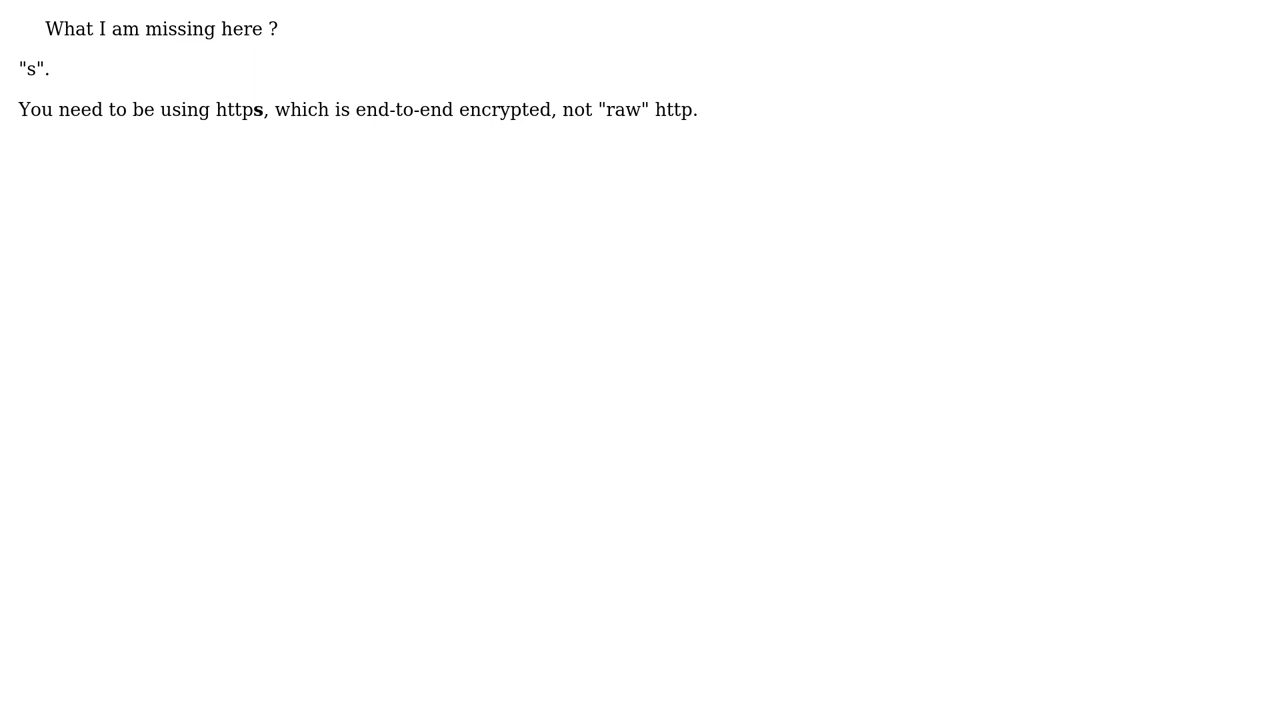 What I am missing here ?
"s".
You need to be using https, which is end-to-end encrypted, not "raw" http.